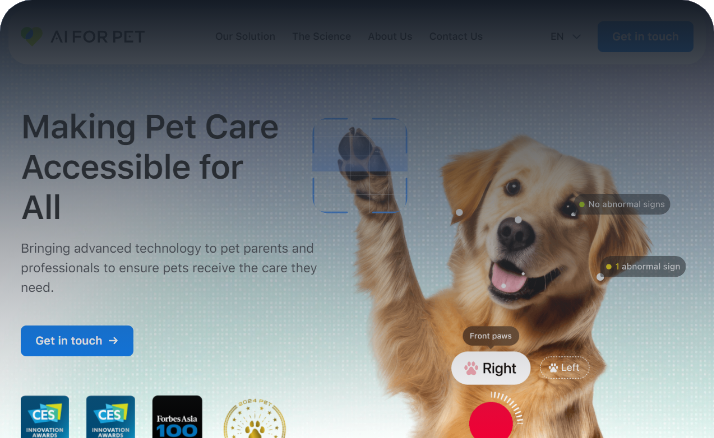 AI FOR PET
Our Solution
The Science
About Us
Contact Us
EN
Get in touch
Making Pet Care
Accessible for
All
Bringing advanced technology to pet parents and
professionals to ensure pets receive the care they
need.
Get in touch →
No abnormal signs
1 abnormal sign
Front paws
Right
Left
CES
INNOVATION
AWARDS
CES
INNOVATION
AWARDS
Forbes Asia
100
2024 PET